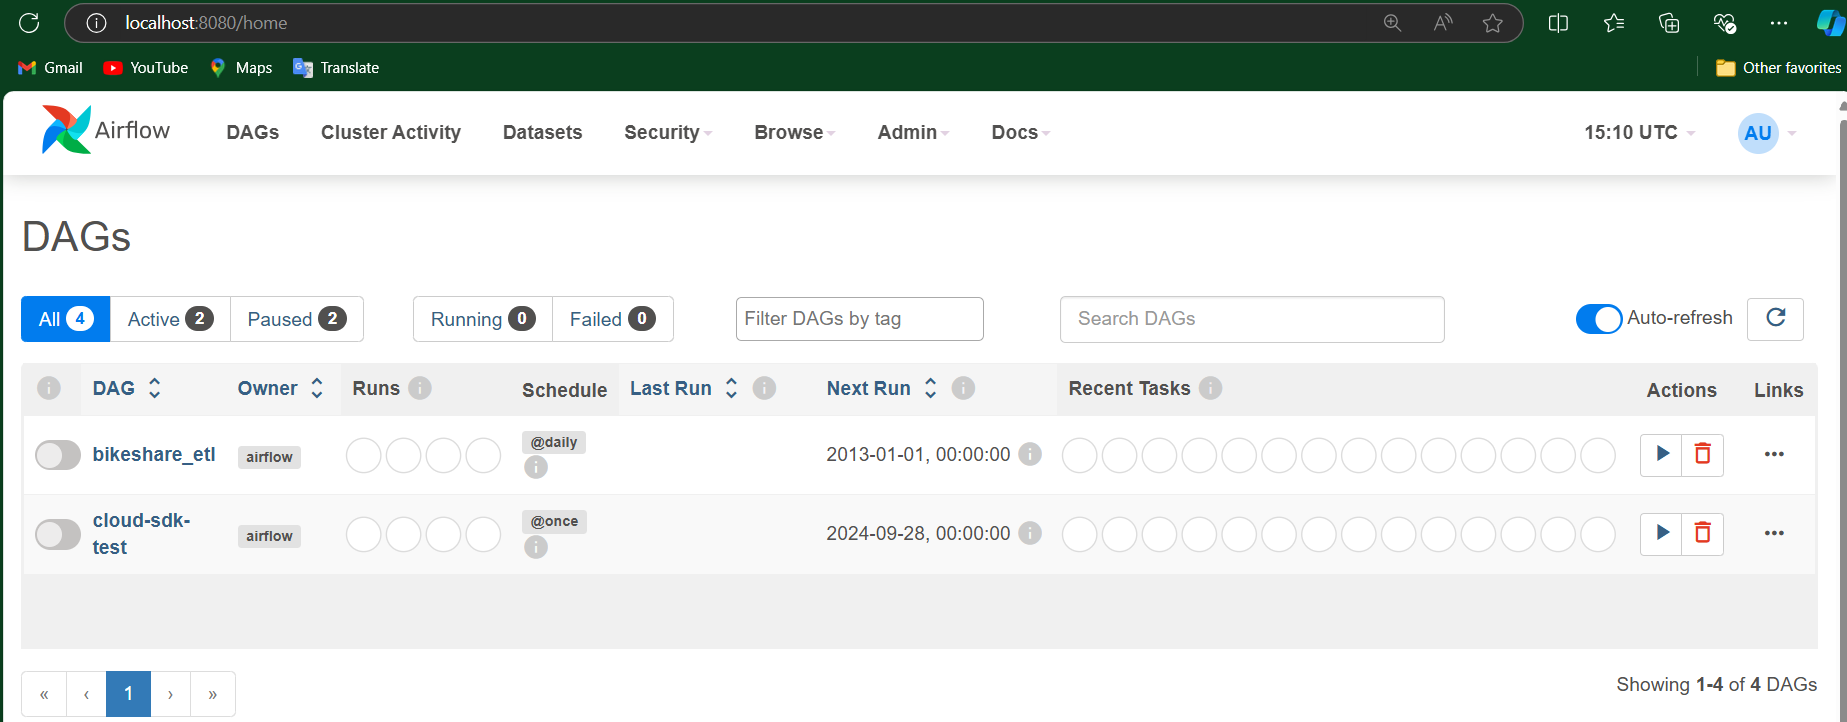 localhost:8080/home
Gmail YouTube Maps Translate Other favorites
Airflow DAGs Cluster Activity Datasets Security Browse Admin Docs 15:10 UTC AU
DAGs
All 4 Active 2 Paused 2 Running 0 Failed 0 Filter DAGs by tag Search DAGs Auto-refresh
DAG Owner Runs Schedule Last Run Next Run Recent Tasks Actions Links
bikeshare_etl airflow @daily 2013-01-01, 00:00:00
cloud-sdk-
test airflow @once 2024-09-28, 00:00:00
« ‹ 1 › »
Showing 1-4 of 4 DAGs